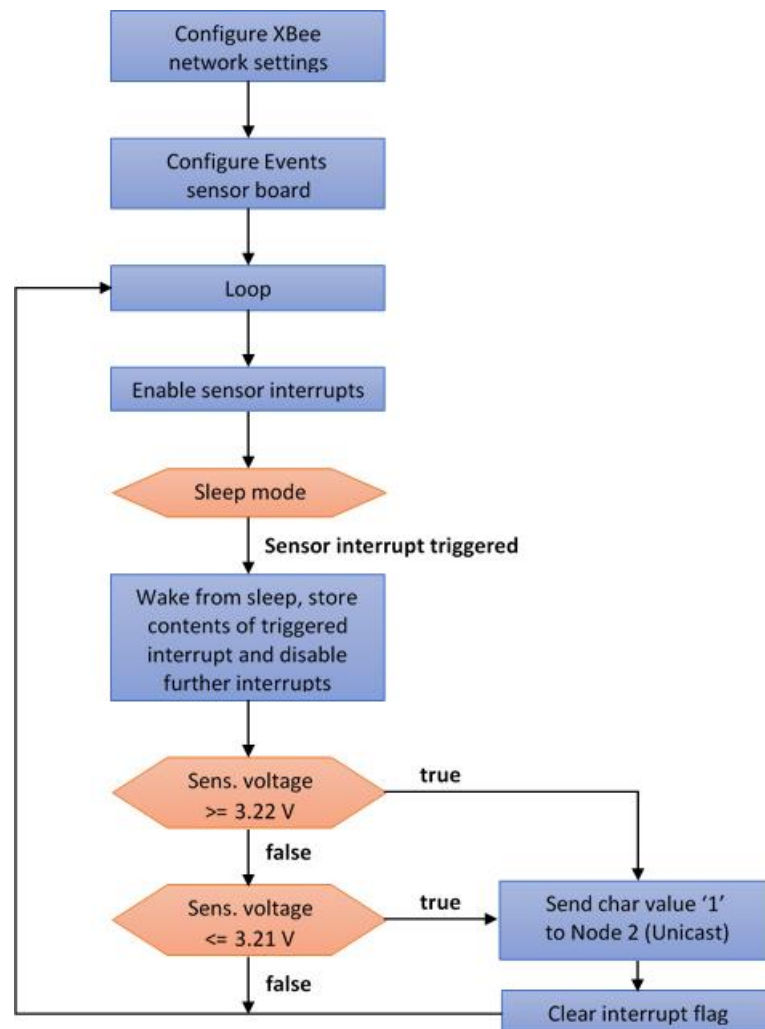 Configure XBee
network settings
Configure Events
sensor board
Loop
Enable sensor interrupts
Sleep mode
Sensor interrupt triggered
Wake from sleep, store
contents of triggered
interrupt and disable
further interrupts
Sens. voltage
>= 3.22 V
true
false
Sens. voltage
<= 3.21 V
true
Send char value ‘1’
to Node 2 (Unicast)
false
Clear interrupt flag